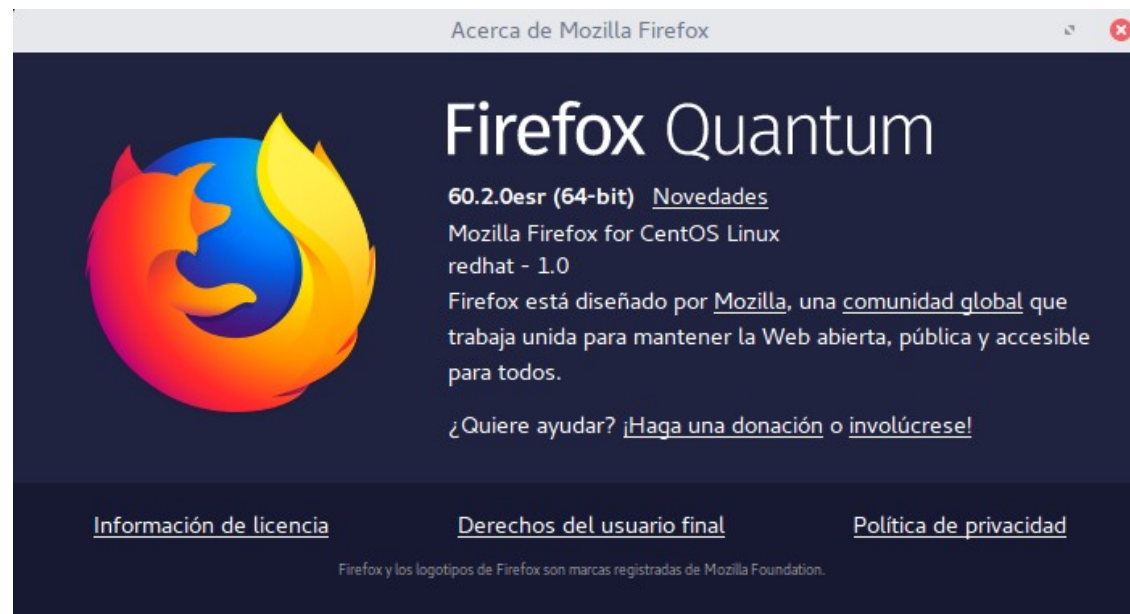 Acerca de Mozilla Firefox
Firefox Quantum
60.2.0esr (64-bit) Novedades
Mozilla Firefox for CentOS Linux
redhat - 1.0
Firefox está diseñado por Mozilla, una comunidad global que
trabaja unida para mantener la Web abierta, pública y accesible
para todos.
¿Quiere ayudar? ¡Haga una donación o involúcrese!
Información de licencia Derechos del usuario final Política de privacidad
Firefox y los logotipos de Firefox son marcas registradas de Mozilla Foundation.